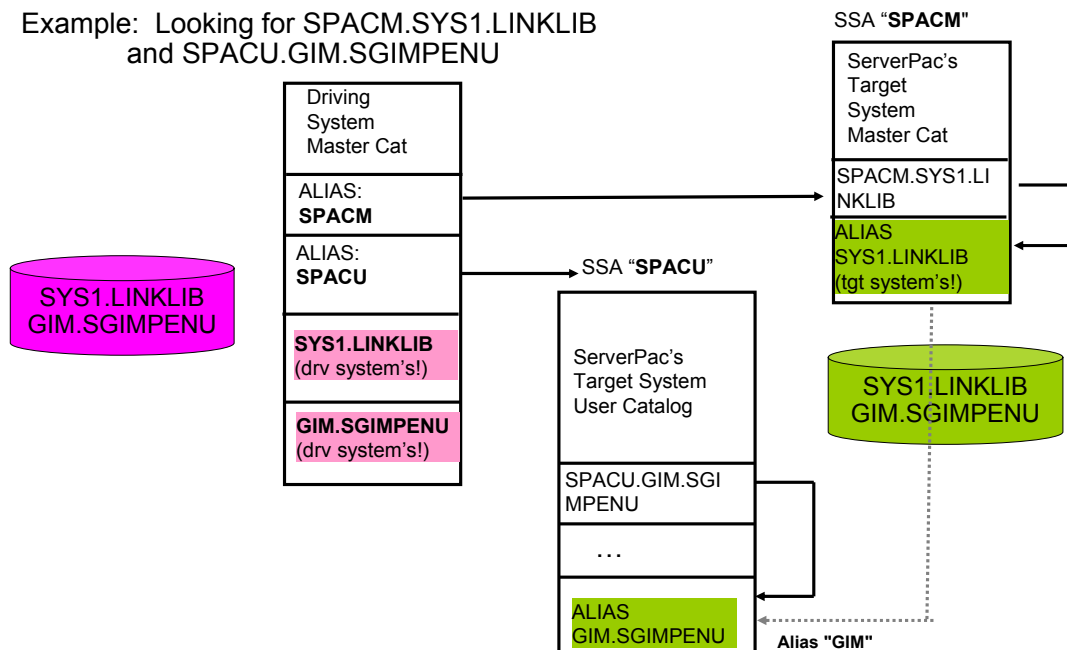 Example: Looking for SPACM.SYS1.LINKLIB
and SPACU.GIM.SGIMPENU
SSA “SPACM"
Driving
System
Master Cat
ALIAS:
SPACM
ALIAS:
SPACU
SYS1.LINKLIB
(drv system’s!)
GIM.SGIMPENU
(drv system’s!)
SYS1.LINKLIB
GIM.SGIMPENU
SSA “SPACU”
ServerPac’s
Target System
User Catalog
SPACU.GIM.SGI
MPENU
...
ALIAS
GIM.SGIMPENU
ServerPac’s
Target
System
Master Cat
SPACM.SYS1.LI
NKLIB
ALIAS
SYS1.LINKLIB
(tgt system’s!)
SYS1.LINKLIB
GIM.SGIMPENU
Alias "GIM"